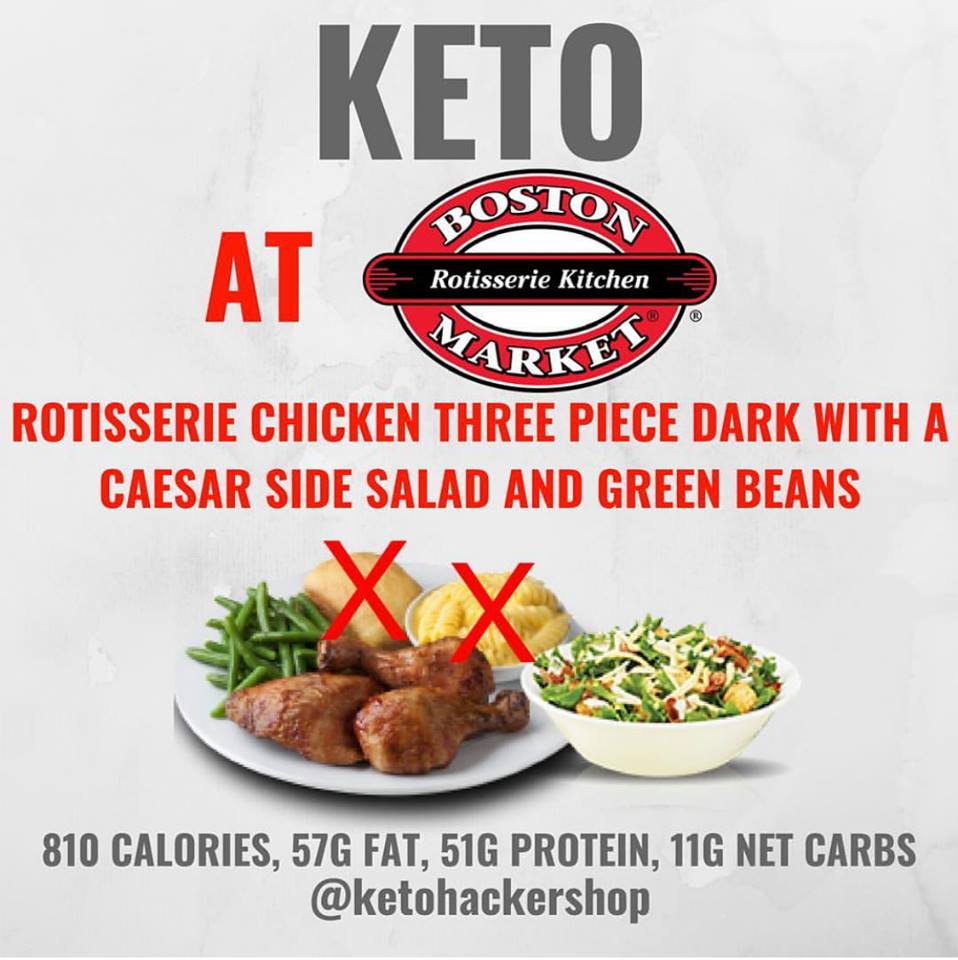 KETO
AT
BOSTON
Rotisserie Kitchen
MARKET® ®
ROTISSERIE CHICKEN THREE PIECE DARK WITH A
CAESAR SIDE SALAD AND GREEN BEANS
X X
810 CALORIES, 57G FAT, 51G PROTEIN, 11G NET CARBS
@ketohackershop